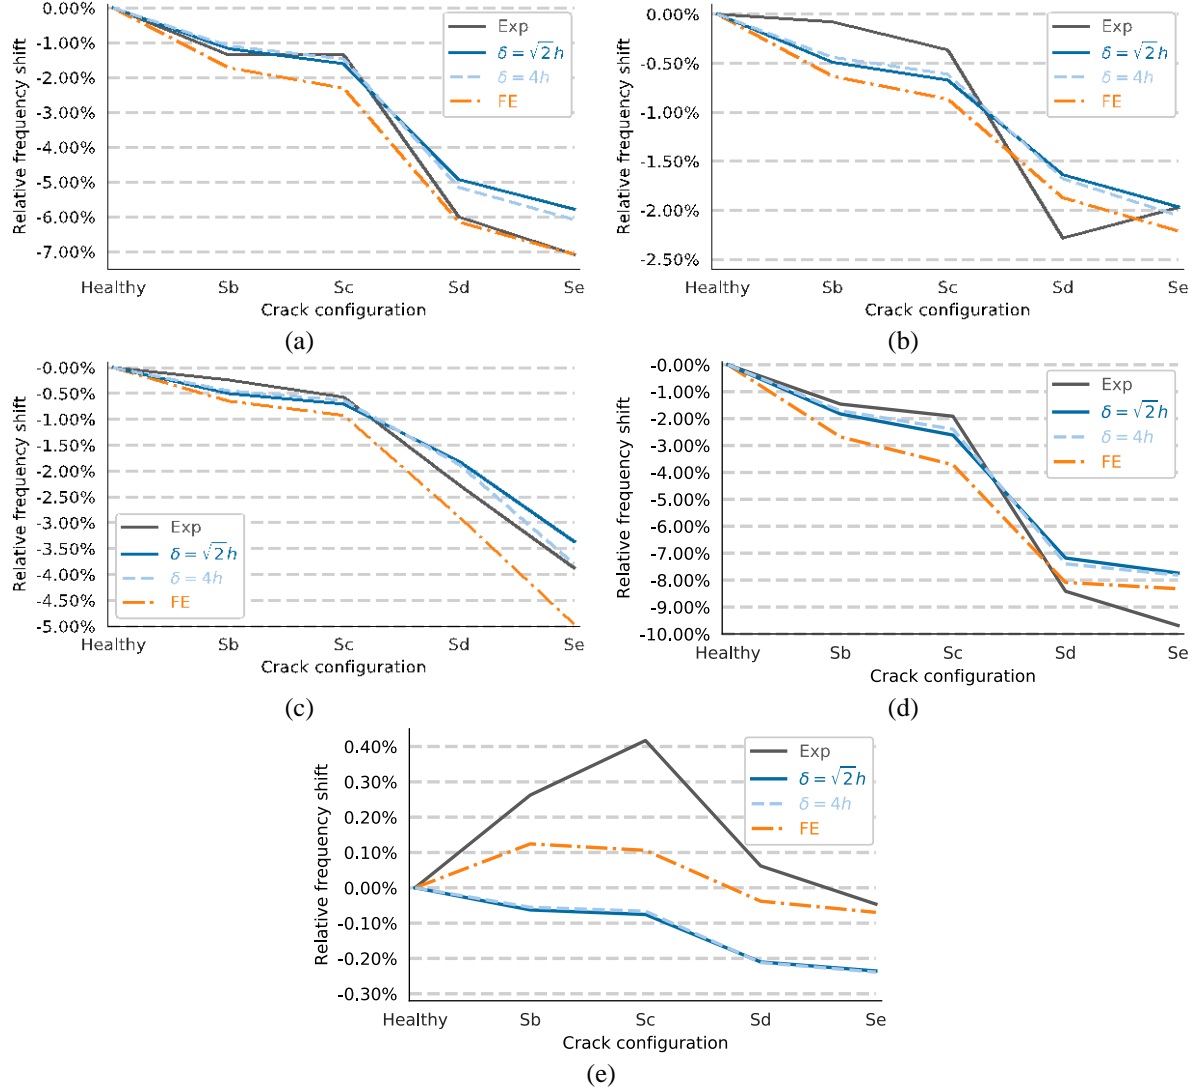 0.00%
-1.00%
-2.00%
-3.00%
-4.00%
-5.00%
-6.00%
-7.00%
Relative frequency shift
Exp
δ = √2h
δ = 4h
FE
Healthy Sb Sc Sd Se
Crack configuration
(a)
0.00%
-0.50%
-1.00%
-1.50%
-2.00%
-2.50%
Relative frequency shift
Exp
δ = √2h
δ = 4h
FE
Healthy Sb Sc Sd Se
Crack configuration
(b)
-0.00%
-0.50%
-1.00%
-1.50%
-2.00%
-2.50%
-3.00%
-3.50%
-4.00%
-4.50%
-5.00%
Relative frequency shift
Exp
δ = √2h
δ = 4h
FE
Healthy Sb Sc Sd Se
Crack configuration
(c)
-0.00%
-1.00%
-2.00%
-3.00%
-4.00%
-5.00%
-6.00%
-7.00%
-8.00%
-9.00%
-10.00%
Relative frequency shift
Exp
δ = √2h
δ = 4h
FE
Healthy Sb Sc Sd Se
Crack configuration
(d)
0.40%
0.30%
0.20%
0.10%
0.00%
-0.10%
-0.20%
-0.30%
Relative frequency shift
Exp
δ = √2h
δ = 4h
FE
Healthy Sb Sc Sd Se
Crack configuration
(e)